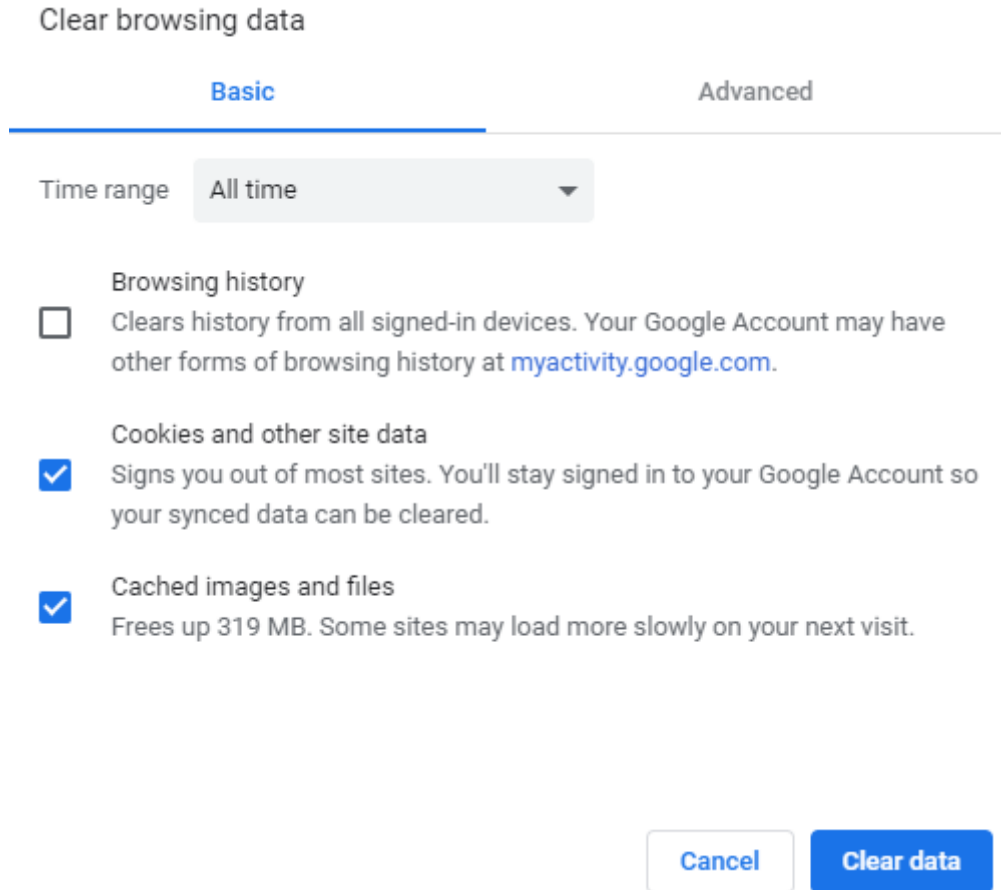 Clear browsing data
Basic Advanced
Time range All time
Browsing history
Clears history from all signed-in devices. Your Google Account may have
other forms of browsing history at myactivity.google.com.
Cookies and other site data
Signs you out of most sites. You'll stay signed in to your Google Account so
your synced data can be cleared.
Cached images and files
Frees up 319 MB. Some sites may load more slowly on your next visit.
Cancel Clear data